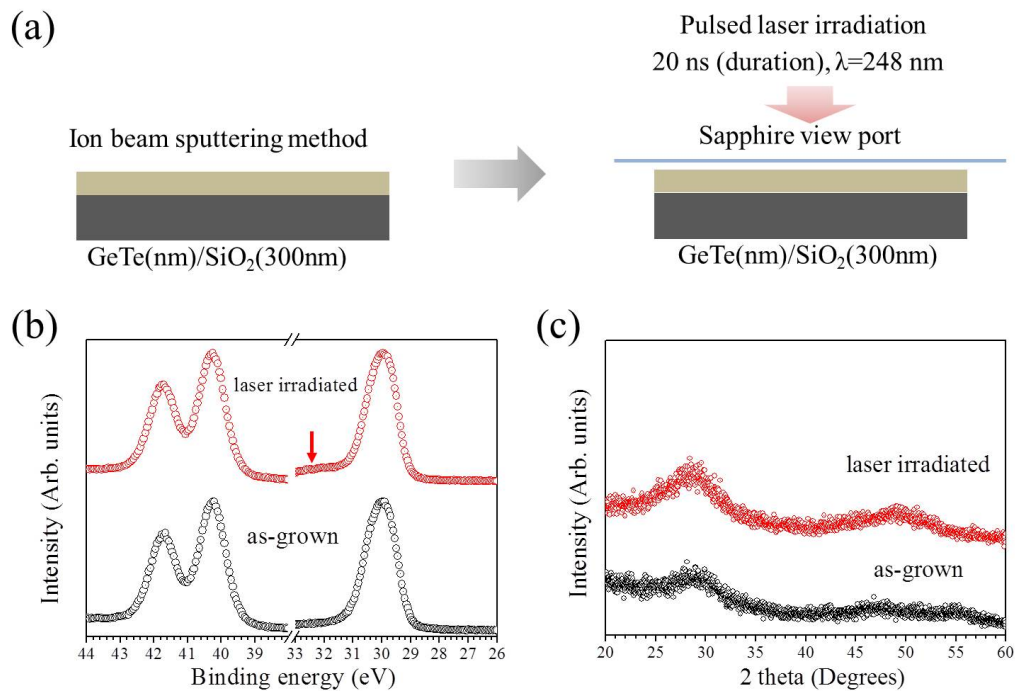 (a)
Pulsed laser irradiation
20 ns (duration), λ=248 nm
Ion beam sputtering method
Sapphire view port
GeTe(nm)/SiO₂(300nm)
GeTe(nm)/SiO₂(300nm)
(b)
(c)
laser irradiated
as-grown
Intensity (Arb. units)
44 43 42 41 40 39 33 32 31 30 29 28 27 26
Binding energy (eV)
laser irradiated
as-grown
Intensity (Arb. units)
20 25 30 35 40 45 50 55 60
2 theta (Degrees)